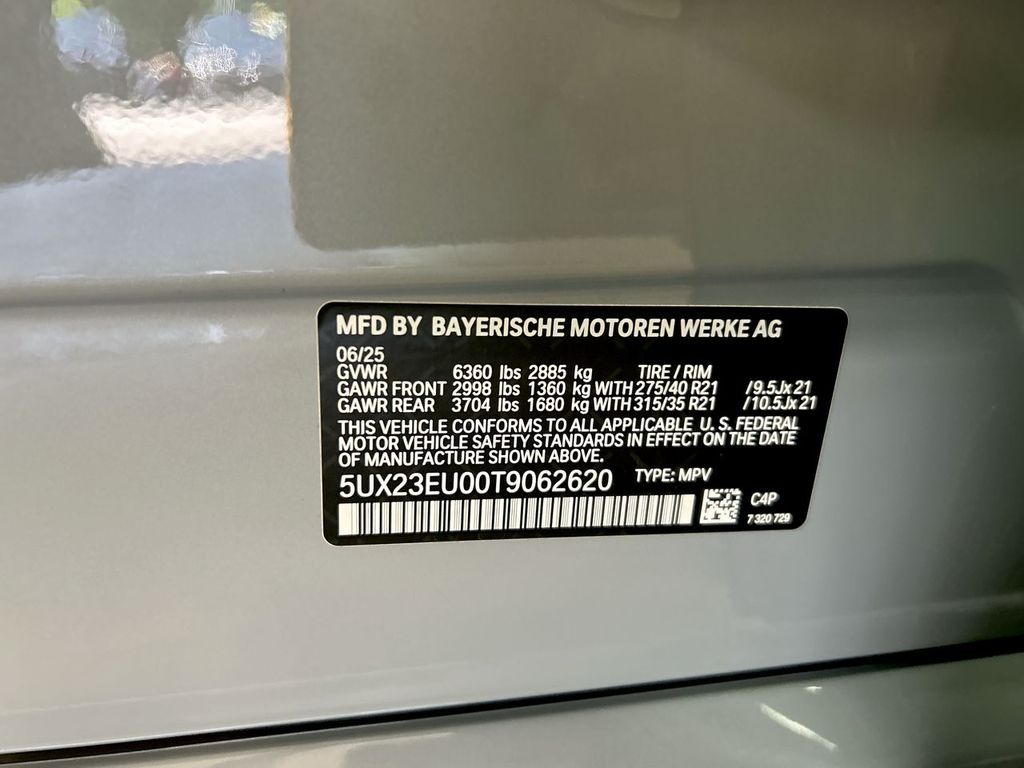 MFD BY BAYERISCHE MOTOREN WERKE AG
06/25
GVWR 6360 lbs 2885 kg TIRE / RIM
GAWR FRONT 2998 lbs 1360 kg WITH 275/40 R21 /9.5Jx21
GAWR REAR 3704 lbs 1680 kg WITH 315/35 R21 /10.5Jx21
THIS VEHICLE CONFORMS TO ALL APPLICABLE U. S. FEDERAL
MOTOR VEHICLE SAFETY STANDARDS IN EFFECT ON THE DATE
OF MANUFACTURE SHOWN ABOVE.
5UX23EU00T9062620 TYPE: MPV
C4P
7 320 729